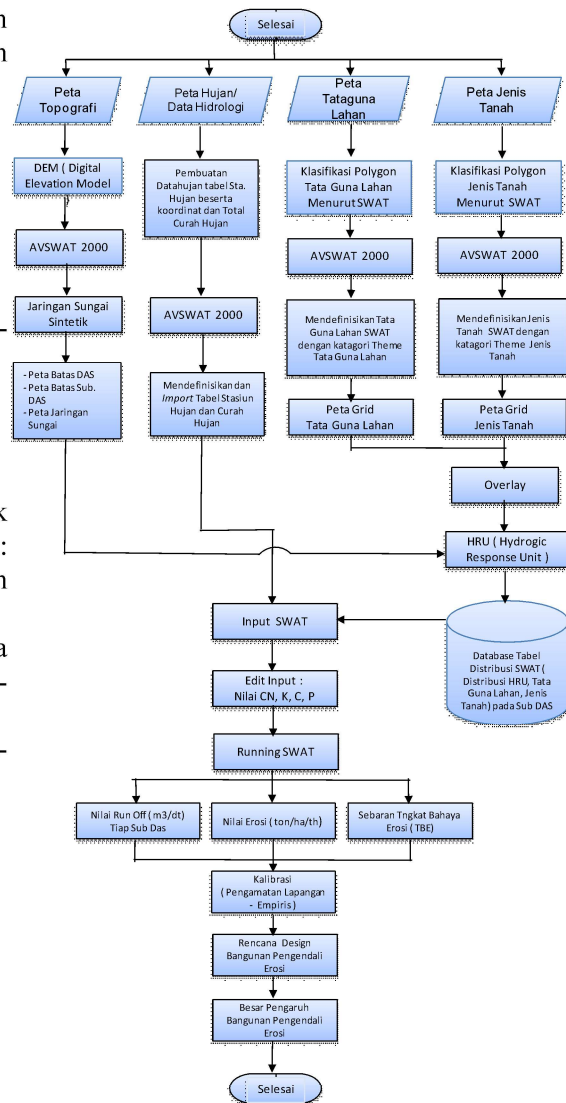 Selesai
Peta
Topografi
Peta Hujan/
Data Hidrologi
Peta
Tataguna
Lahan
Peta Jenis
Tanah
DEM ( Digital
Elevation Model
)
Pembuatan
Datahujan tabel Sta.
Hujan beserta
koordinat dan Total
Curah Hujan
Klasifikasi Polygon
Tata Guna Lahan
Menurut SWAT
Klasifikasi Polygon
Jenis Tanah
Menurut SWAT
AVSWAT 2000
AVSWAT 2000
AVSWAT 2000
AVSWAT 2000
Jaringan Sungai
Sintetik
Mendefinisikan Tata
Guna Lahan SWAT
dengan katagori Theme
Tata Guna Lahan
Mendefinisikan Jenis
Tanah SWAT dengan
katagori Theme Jenis
Tanah
- Peta Batas DAS
- Peta Batas Sub.
DAS
- Peta Jaringan
Sungai
Mendefinisikan dan
Import Tabel Stasiun
Hujan dan Curah
Hujan
Peta Grid
Tata Guna Lahan
Peta Grid
Jenis Tanah
Overlay
HRU ( Hydrogic
Response Unit )
Input SWAT
Database Tabel
Distribusi SWAT (
Distribusi HRU, Tata
Guna Lahan, Jenis
Tanah) pada Sub DAS
Edit Input :
Nilai CN, K, C, P
Running SWAT
Nilai Run Off ( m3/dt)
Tiap Sub Das
Nilai Erosi ( ton/ha/th)
Sebaran Tngkat Bahaya
Erosi ( TBE)
Kalibrasi
( Pengamatan Lapangan
- Empiris )
Rencana Design
Bangunan Pengendali
Erosi
Besar Pengaruh
Bangunan Pengendali
Erosi
Selesai